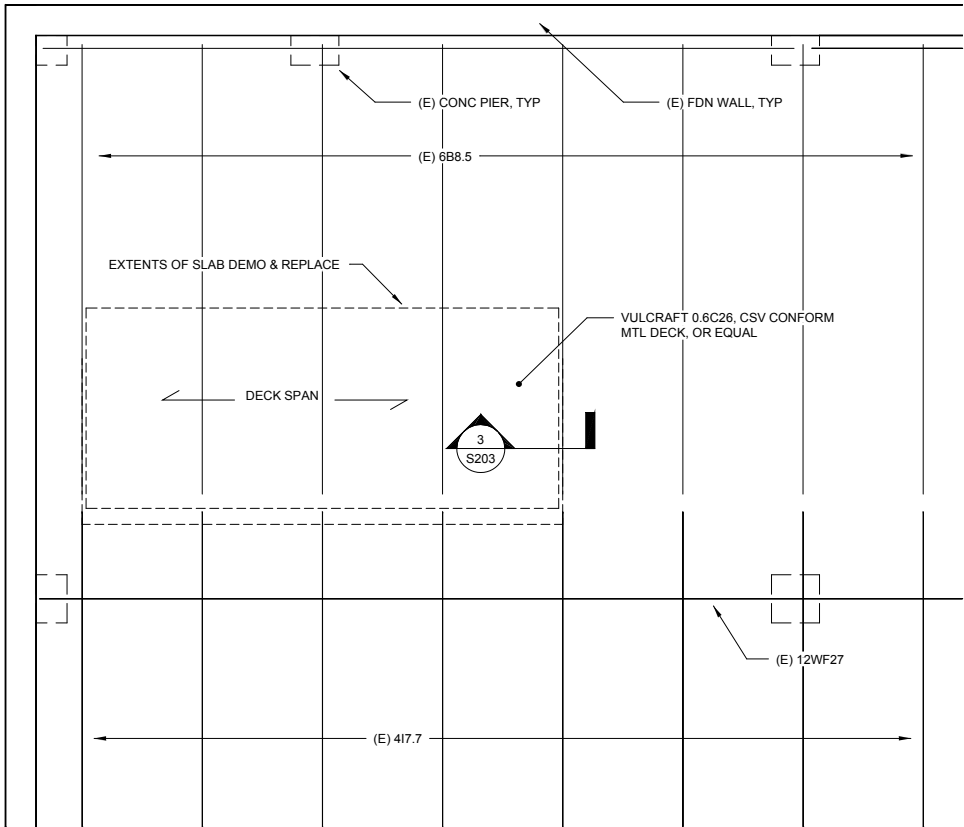 (E) CONC PIER, TYP
(E) FDN WALL, TYP
(E) 6B8.5
EXTENTS OF SLAB DEMO & REPLACE
VULCRAFT 0.6C26, CSV CONFORM
MTL DECK, OR EQUAL
DECK SPAN
3
S203
(E) 12WF27
(E) 4I7.7